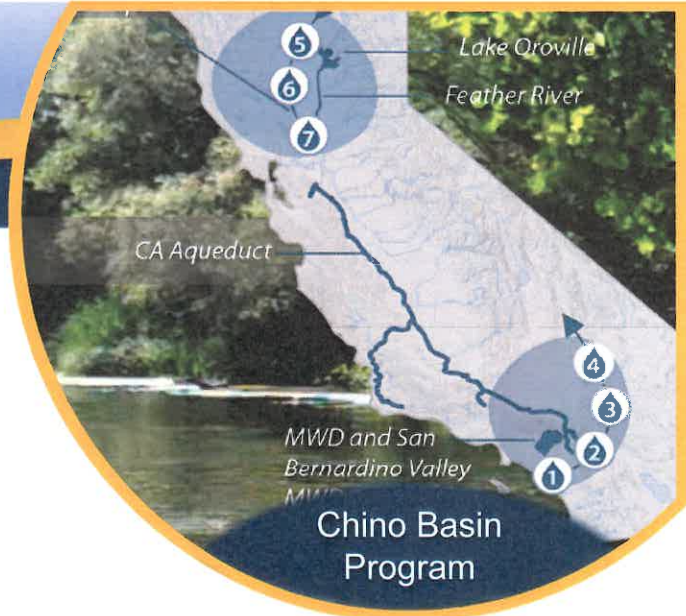 5
Lake Oroville
6
Feather River
7
CA Aqueduct
4
3
MWD and San
2
Bernardino Valley
1
MWD
Chino Basin
Program